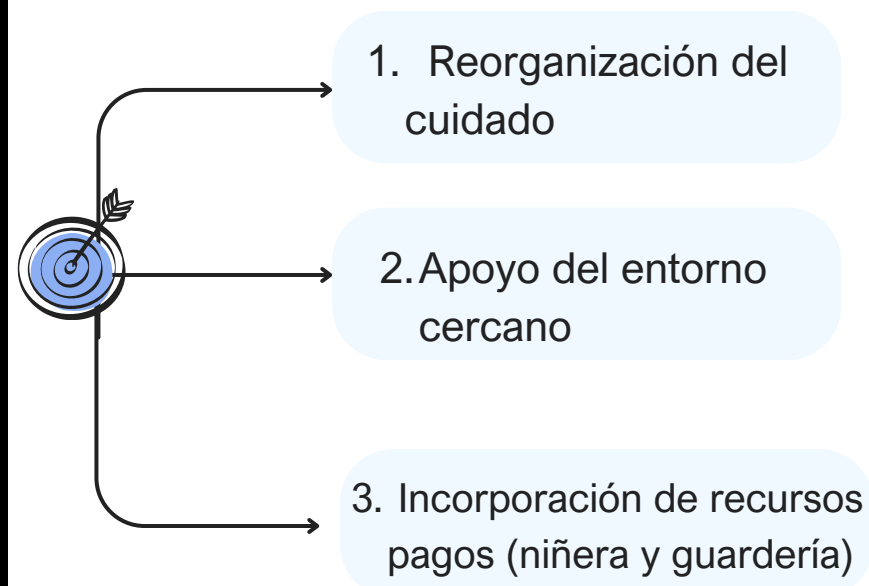 1. Reorganización del
cuidado
2. Apoyo del entorno
cercano
3. Incorporación de recursos
pagos (niñera y guardería)